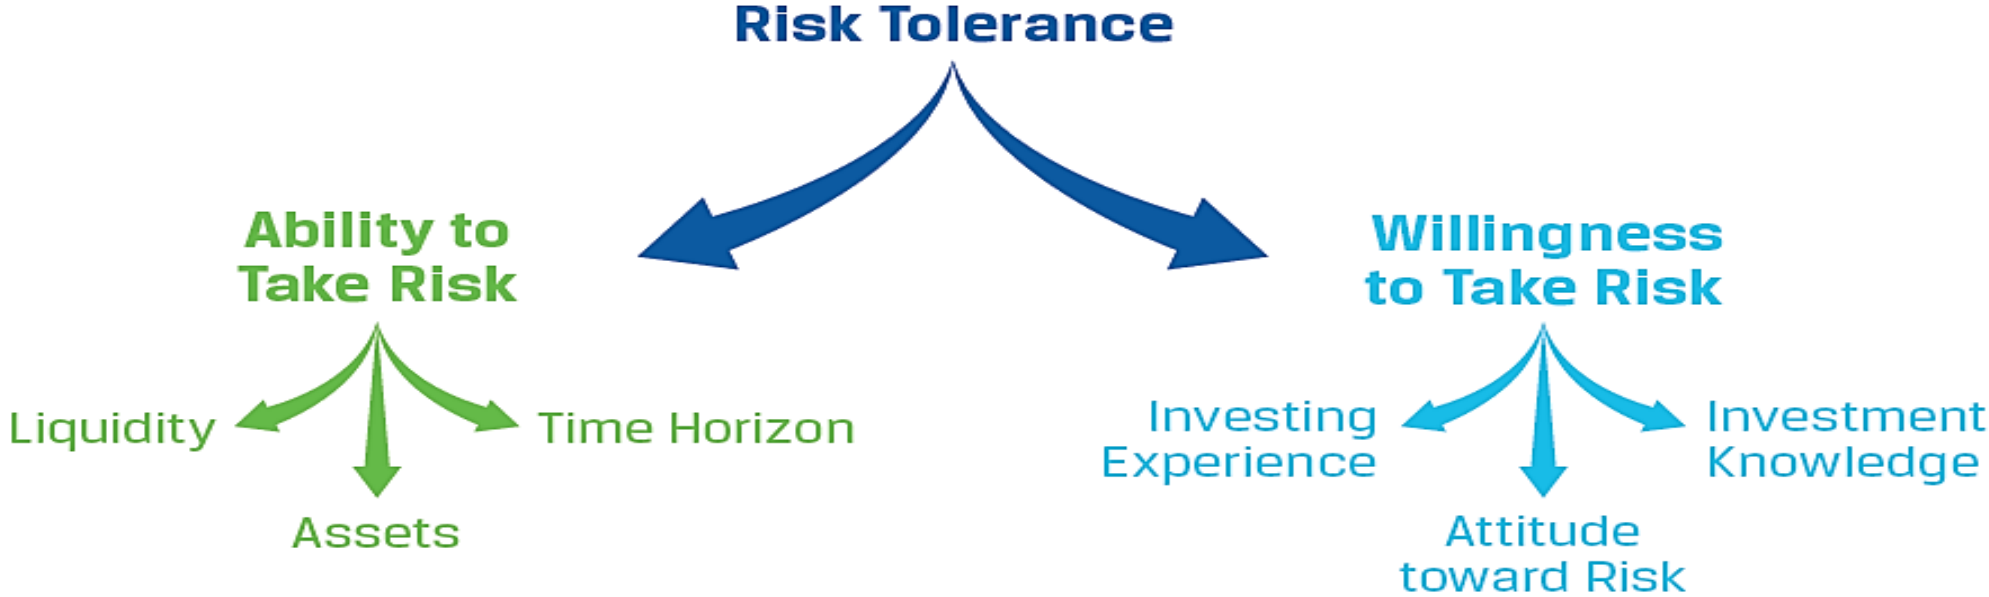 Risk Tolerance
Ability to
Take Risk
Willingness
to Take Risk
Liquidity
Assets
Time Horizon
Investing
Experience
Attitude
toward Risk
Investment
Knowledge